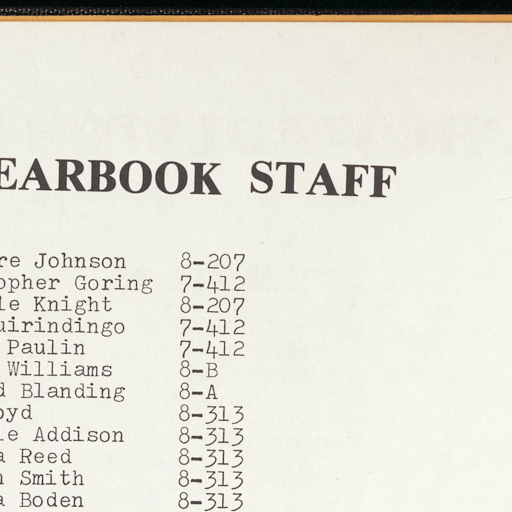 EARBOOK STAFF
re Johnson 8-207
opher Goring 7-412
le Knight 8-207
uirindingo 7-412
Paulin 7-412
Williams 8-B
d Blanding 8-A
oyd 8-313
le Addison 8-313
a Reed 8-313
n Smith 8-313
a Boden 8-313